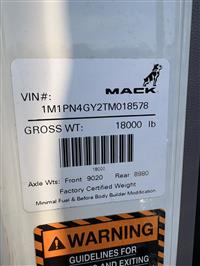 MACK
VIN#:
1M1PN4GY2TM018578
GROSS WT: 18000 lb
18000
Axle Wts: Front 9020 Rear 8980
Factory Certified Weight
Minimal Fuel & Before Body Builder Modification
WARNING
GUIDELINES FOR
AND EXITING